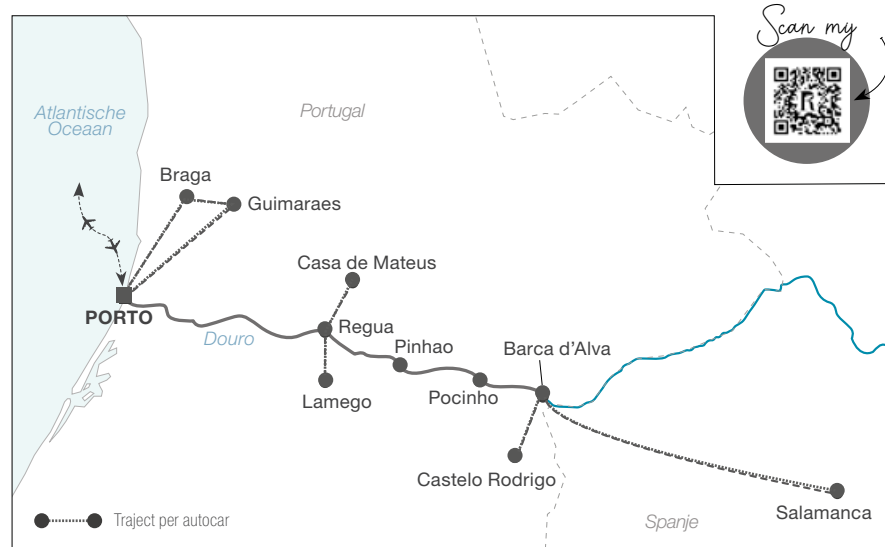 Scan my
Atlantische
Oceaan
Portugal
Braga
Guimaraes
Casa de Mateus
PORTO
Douro
Regua
Pinhao
Barca d'Alva
Lamego
Pocinho
Castelo Rodrigo
Salamanca
Traject per autocar
Spanje